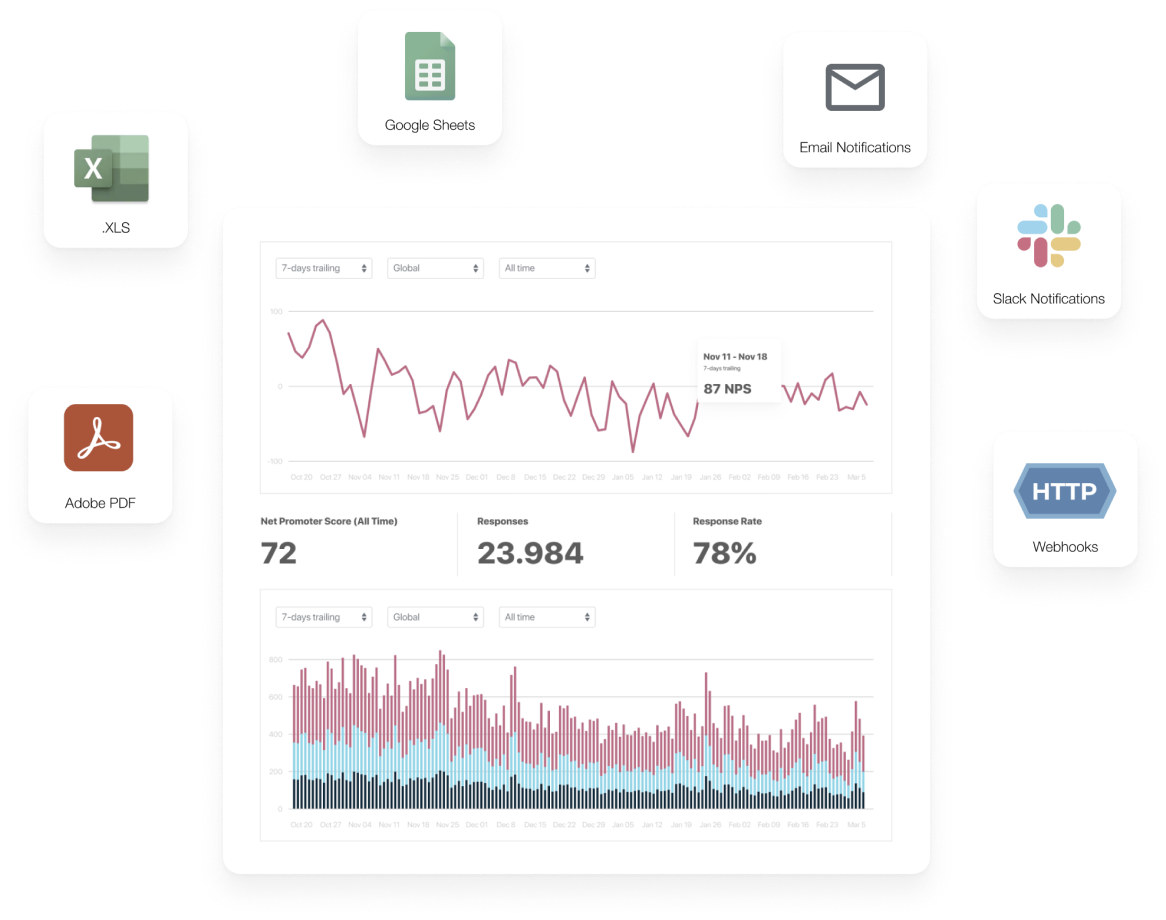 Google Sheets
Email Notifications
X
.XLS
Slack Notifications
Adobe PDF
HTTP
Webhooks
7-days trailing Global All time
100
0
-100
Nov 11 - Nov 18
7-days trailing
87 NPS
Oct 20 Oct 27 Nov 04 Nov 11 Nov 18 Nov 25 Dec 01 Dec 8 Dec 15 Dec 22 Dec 29 Jan 05 Jan 12 Jan 19 Jan 26 Feb 02 Feb 09 Feb 16 Feb 23 Mar 5
Net Promoter Score (All Time) Responses Response Rate
72 23.984 78%
7-days trailing Global All time
800
600
400
200
0
Oct 20 Oct 27 Nov 04 Nov 11 Nov 18 Nov 25 Dec 01 Dec 8 Dec 15 Dec 22 Dec 29 Jan 05 Jan 12 Jan 19 Jan 26 Feb 02 Feb 09 Feb 16 Feb 23 Mar 5